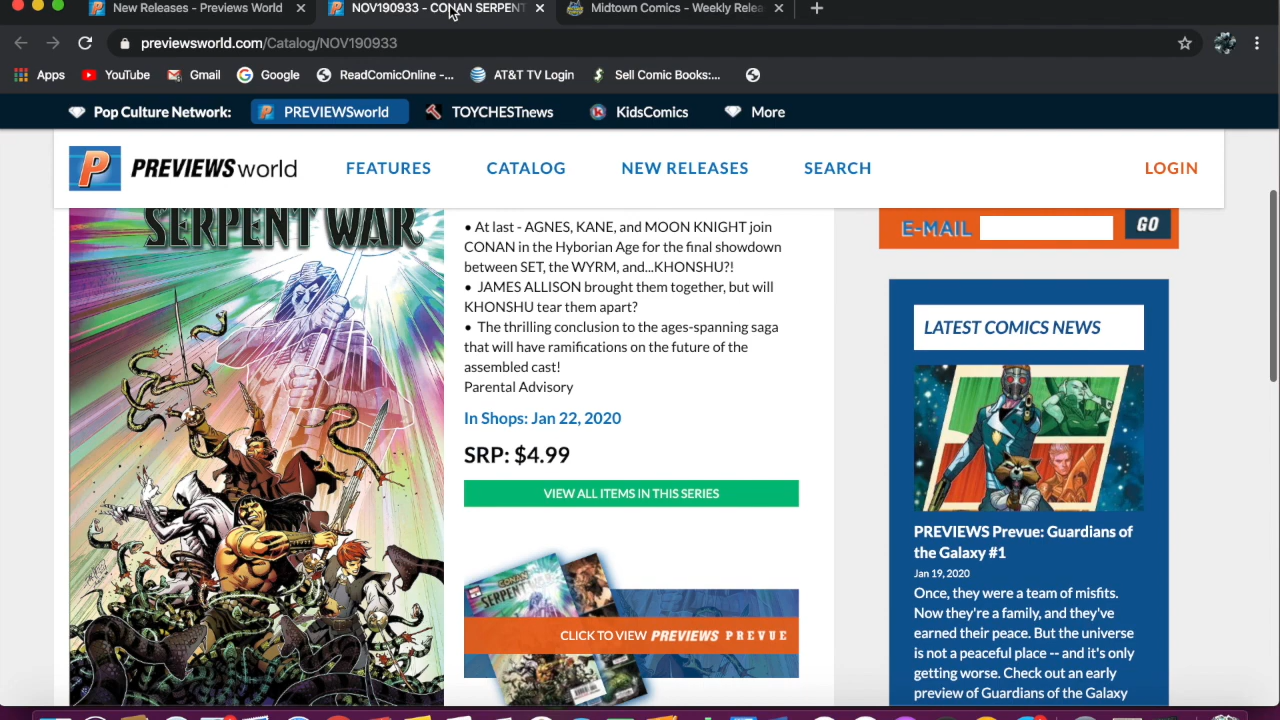 New Releases - Previews World
NOV190933 - CONAN SERPENT
Midtown Comics - Weekly Relea
previewsworld.com/Catalog/NOV190933
Apps
YouTube
Gmail
Google
ReadComicOnline -...
AT&T TV Login
Sell Comic Books:...
Pop Culture Network:
PREVIEWSworld
TOYCHESTnews
KidsComics
More
PREVIEWSworld
FEATURES
CATALOG
NEW RELEASES
SEARCH
LOGIN
SERPENT WAR
• At last - AGNES, KANE, and MOON KNIGHT join
CONAN in the Hyborian Age for the final showdown
between SET, the WYRM, and...KHONSHU?!
• JAMES ALLISON brought them together, but will
KHONSHU tear them apart?
• The thrilling conclusion to the ages-spanning saga
that will have ramifications on the future of the
assembled cast!
Parental Advisory
In Shops: Jan 22, 2020
SRP: $4.99
VIEW ALL ITEMS IN THIS SERIES
CONAN
SERPENT WAR
CLICK TO VIEW PREVIEWS PREVUE
E-MAIL
GO
LATEST COMICS NEWS
PREVIEWS Prevue: Guardians of
the Galaxy #1
Jan 19, 2020
Once, they were a team of misfits.
Now they're a family, and they've
earned their peace. But the universe
is not a peaceful place -- and it's only
getting worse. Check out an early
preview of Guardians of the Galaxy